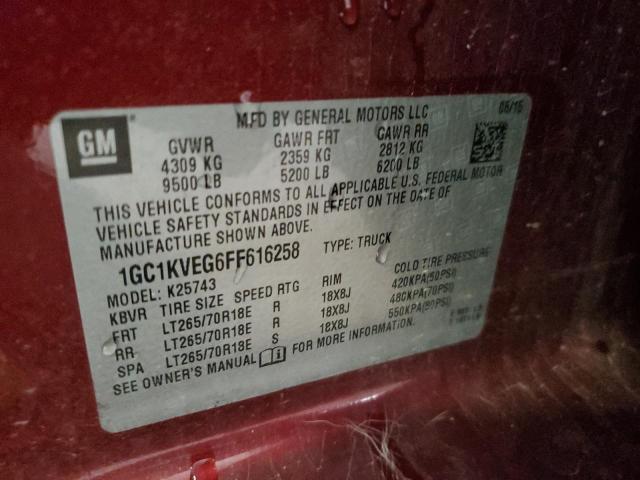 GM
MFD BY GENERAL MOTORS LLC
06/15
GVWR GAWR FRT GAWR RR
4309 KG 2359 KG 2812 KG
9500 LB 5200 LB 6200 LB
THIS VEHICLE CONFORMS TO ALL APPLICABLE U.S. FEDERAL MOTOR
VEHICLE SAFETY STANDARDS IN EFFECT ON THE DATE OF
MANUFACTURE SHOWN ABOVE.
1GC1KVEG6FF616258 TYPE: TRUCK
MODEL: K25743
KBVR TIRE SIZE SPEED RTG RIM COLD TIRE PRESSURE
FRT LT265/70R18E R 18X8J 420KPA(60PSI)
RR LT265/70R18E R 18X8J 480KPA(70PSI)
SPA LT265/70R18E S 18X8J 550KPA(80PSI)
SEE OWNER'S MANUAL FOR MORE INFORMATION.